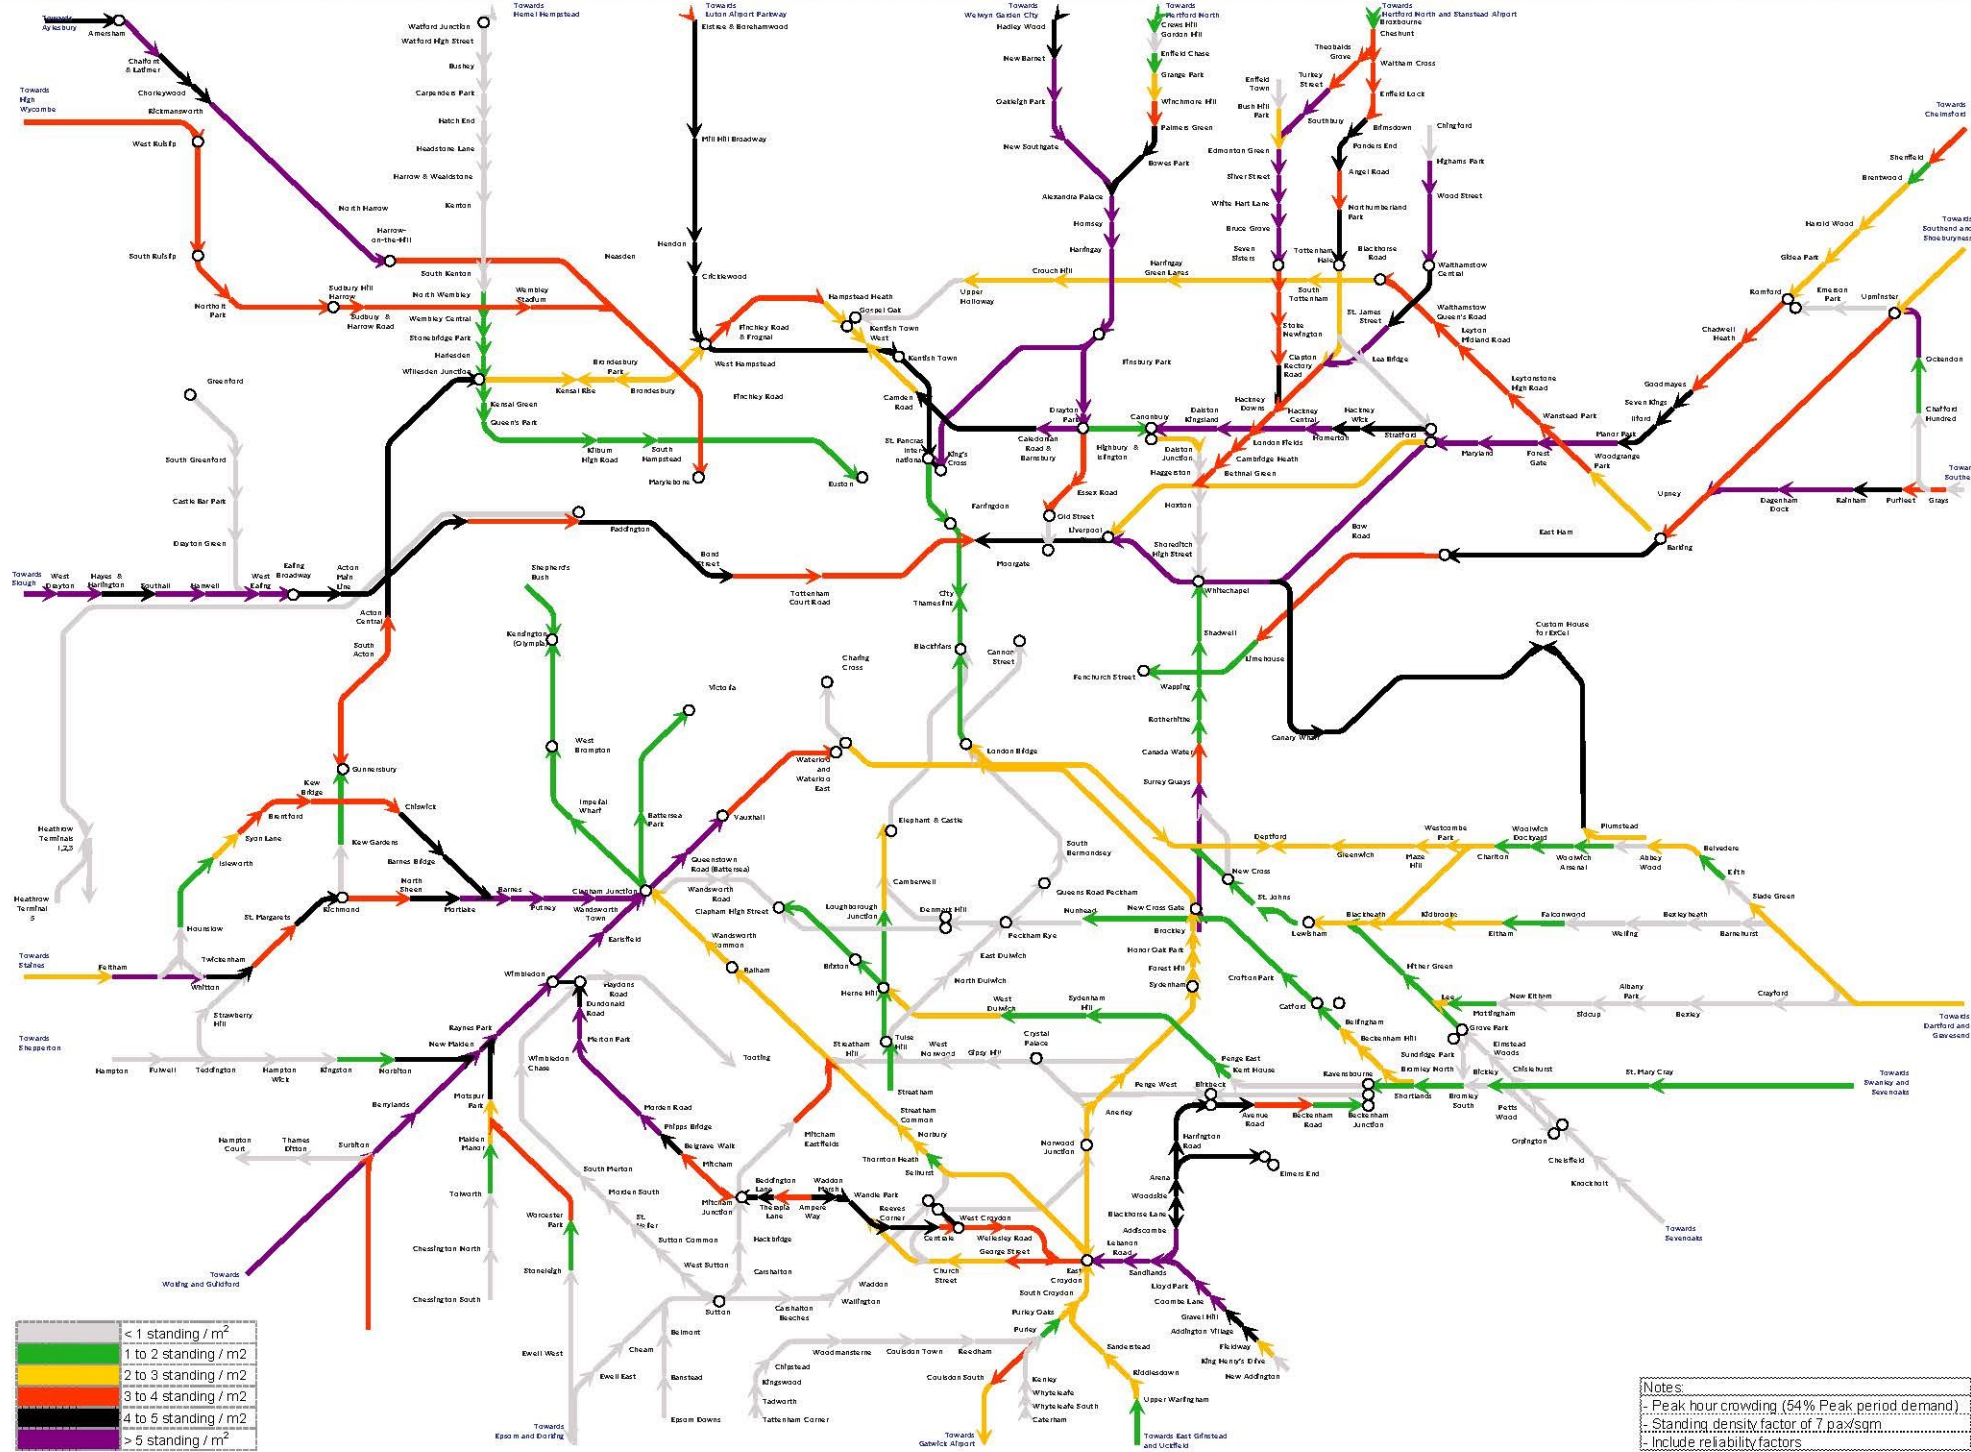 Towards
Aylesbury
Amersham
Chalfont
& Latimer
Chorleywood
Rickmansworth
Towards
High
Wycombe
West Ruislip
South Ruislip
Northolt
Park
Sudbury Hill
Harrow
Sudbury &
Harrow Road
North Harrow
Harrow-
on-the-Hill
Neasden
Wembley
Stadium
Towards
Hemel Hempstead
Watford Junction
Watford High Street
Bushey
Carpenders Park
Hatch End
Headstone Lane
Harrow & Wealdstone
Kenton
South Kenton
North Wembley
Wembley Central
Stonebridge Park
Harlesden
Willesden Junction
Kensal Green
Queen's Park
Kilburn
High Road
South
Hampstead
Euston
Marylebone
Kensal Rise
Brondesbury
Park
Brondesbury
Towards
Luton Airport Parkway
Elstree & Borehamwood
Mill Hill Broadway
Hendon
Cricklewood
West Hampstead
Finchley Road
& Frognal
Finchley Road
Hampstead Heath
Gospel Oak
Kentish Town
West
Kentish Town
Camden
Road
St. Pancras
Inter-
national
King's
Cross
Towards
Welwyn Garden City
Hadley Wood
New Barnet
Oakleigh Park
New Southgate
Alexandra Palace
Hornsey
Harringay
Finsbury Park
Drayton
Park
Towards
Hertford North
Crews Hill
Gordon Hill
Enfield Chase
Grange Park
Winchmore Hill
Palmers Green
Bowes Park
Upper
Holloway
Crouch Hill
Harringay
Green Lanes
South
Tottenham
Blackhorse
Road
Walthamstow
Queen's Road
Leyton
Midland Road
Leytonstone
High Road
Wanstead Park
Woodgrange
Park
Towards
Hertford North and Stanstead Airport
Broxbourne
Cheshunt
Theobalds
Grove
Waltham Cross
Turkey
Street
Enfield Lock
Enfield
Town
Bush Hill
Park
Southbury
Brimsdown
Ponders End
Edmonton Green
Silver Street
White Hart Lane
Bruce Grove
Seven
Sisters
Angel Road
Northumberland
Park
Tottenham
Hale
Chingford
Highams Park
Wood Street
Walthamstow
Central
St. James
Street
Lea Bridge
Stoke
Newington
Clapton
Rectory
Road
Hackney
Downs
London Fields
Cambridge Heath
Bethnal Green
Caledonian
Road &
Barnsbury
Highbury &
Islington
Canonbury
Dalston
Kingsland
Hackney
Central
Homerton
Hackney
Wick
Stratford
Dalston
Junction
Haggerston
Hoxton
Shoreditch
High Street
Whitechapel
Essex Road
Old Street
Moorgate
Liverpool
Maryland
Forest
Gate
Manor Park
Ilford
Seven Kings
Goodmayes
Chadwell
Heath
Romford
Gidea Park
Harold Wood
Brentwood
Shenfield
Towards
Chelmsford
Towards
Southend and
Shoeburyness
Emerson
Park
Upminster
Ockendon
Chafford
Hundred
Grays
Purfleet
Rainham
Dagenham
Dock
Upney
Barking
East Ham
Bow
Road
Limehouse
Fenchurch Street
Greenford
South Greenford
Castle Bar Park
Drayton Green
Towards
Slough
West
Drayton
Hayes &
Harlington
Southall
Hanwell
West
Ealing
Ealing
Broadway
Acton
Main
Line
Paddington
Bond
Street
Tottenham
Court Road
Farringdon
City
Thameslink
Blackfriars
Cannon
Street
Charing
Cross
Waterloo
and
Waterloo
East
London Bridge
Acton
Central
South
Acton
Gunnersbury
Kew Gardens
Richmond
Heathrow
Terminals
1,2,3
Heathrow
Terminal
5
Shepherd's
Bush
Kensington
(Olympia)
West
Brompton
Imperial
Wharf
Victoria
Battersea
Park
Vauxhall
Queenstown
Road (Battersea)
Clapham Junction
Wandsworth
Town
Putney
Barnes
Mortlake
North
Sheen
Barnes Bridge
Chiswick
Kew
Bridge
Brentford
Syon Lane
Isleworth
Hounslow
Towards
Staines
Feltham
Whitton
Twickenham
St. Margarets
Strawberry
Hill
Towards
Shepperton
Hampton
Fulwell
Teddington
Hampton
Wick
Kingston
Norbiton
New Malden
Raynes Park
Wimbledon
Earlsfield
Berrylands
Surbiton
Thames
Ditton
Hampton
Court
Towards
Woking and Guildford
Motspur
Park
Malden
Manor
Tolworth
Chessington North
Chessington South
Worcester
Park
Stoneleigh
Ewell West
Towards
Epsom and Dorking
Ewell East
Cheam
Belmont
Banstead
Epsom Downs
Sutton
West Sutton
Sutton Common
St.
Helier
Morden South
South Merton
Wimbledon
Chase
Haydons
Road
Tooting
Dundonald
Road
Merton Park
Morden Road
Phipps Bridge
Belgrave Walk
Mitcham
Mitcham
Junction
Mitcham
Eastfields
Hackbridge
Carshalton
Carshalton
Beeches
Wallington
Waddon
Beddington
Lane
Therapia
Lane
Ampere
Way
Waddon
Marsh
Wandle Park
Reeves
Corner
Centrale
West Croydon
Wellesley Road
Church
Street
George Street
East
Croydon
Lebanon
Road
Sandilands
Lloyd Park
Coombe Lane
Gravel Hill
Addington Village
Fieldway
King Henry's Drive
New Addington
Addiscombe
Blackhorse Lane
Woodside
Arena
Elmers End
Harrington
Road
Birkbeck
Avenue
Road
Beckenham
Road
Beckenham
Junction
South Croydon
Purley Oaks
Purley
Sanderstead
Riddlesdown
Upper Warlingham
Towards East Grinstead
and Uckfield
Coulsdon South
Towards
Gatwick Airport
Kenley
Whyteleafe
Whyteleafe South
Caterham
Reedham
Coulsdon Town
Woodmansterne
Chipstead
Kingswood
Tadworth
Tattenham Corner
Wandsworth
Road
Clapham High Street
Wandsworth
Common
Balham
Streatham
Hill
West
Norwood
Gipsy Hill
Crystal
Palace
Streatham
Streatham
Common
Norbury
Thornton Heath
Selhurst
Norwood
Junction
Anerley
Penge West
Sydenham
Forest Hill
Honor Oak Park
Brockley
New Cross Gate
Elephant & Castle
Camberwell
Loughborough
Junction
Brixton
Herne Hill
Tulse
Hill
North Dulwich
East Dulwich
Peckham Rye
Denmark Hill
Queens Road Peckham
South
Bermondsey
Nunhead
Crofton Park
Catford
Bellingham
Beckenham Hill
Ravensbourne
West
Dulwich
Sydenham
Hill
Penge East
Kent House
Shortlands
Bromley
South
Bickley
St. Mary Cray
Towards
Swanley and
Sevenoaks
Shadwell
Wapping
Rotherhithe
Canada Water
Surrey Quays
Canary Wharf
Custom House
for ExCel
New Cross
St. Johns
Lewisham
Deptford
Greenwich
Maze
Hill
Westcombe
Park
Charlton
Woolwich
Dockyard
Woolwich
Arsenal
Plumstead
Abbey
Wood
Belvedere
Erith
Slade Green
Blackheath
Kidbrooke
Eltham
Falconwood
Welling
Bexleyheath
Barnehurst
Hither Green
Lee
Mottingham
New Eltham
Sidcup
Albany
Park
Bexley
Crayford
Towards
Dartford and
Gravesend
Grove Park
Sundridge Park
Bromley North
Elmstead
Woods
Chislehurst
Petts
Wood
Orpington
Chelsfield
Knockholt
Towards
Sevenoaks
< 1 standing / m²
1 to 2 standing / m2
2 to 3 standing / m2
3 to 4 standing / m2
4 to 5 standing / m2
> 5 standing / m²
Notes:
- Peak hour crowding (54% Peak period demand)
- Standing density factor of 7 pax/sqm
- Include reliability factors